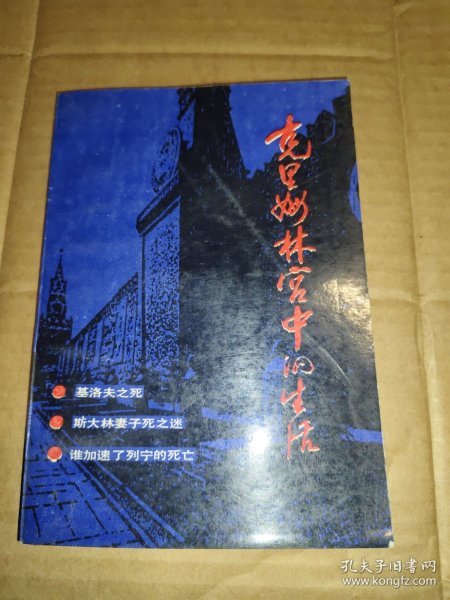 克里姆林宫中的生活
基洛夫之死
斯大林妻子死之迷
谁加速了列宁的死亡
孔夫子旧书网
www.kongfz.com